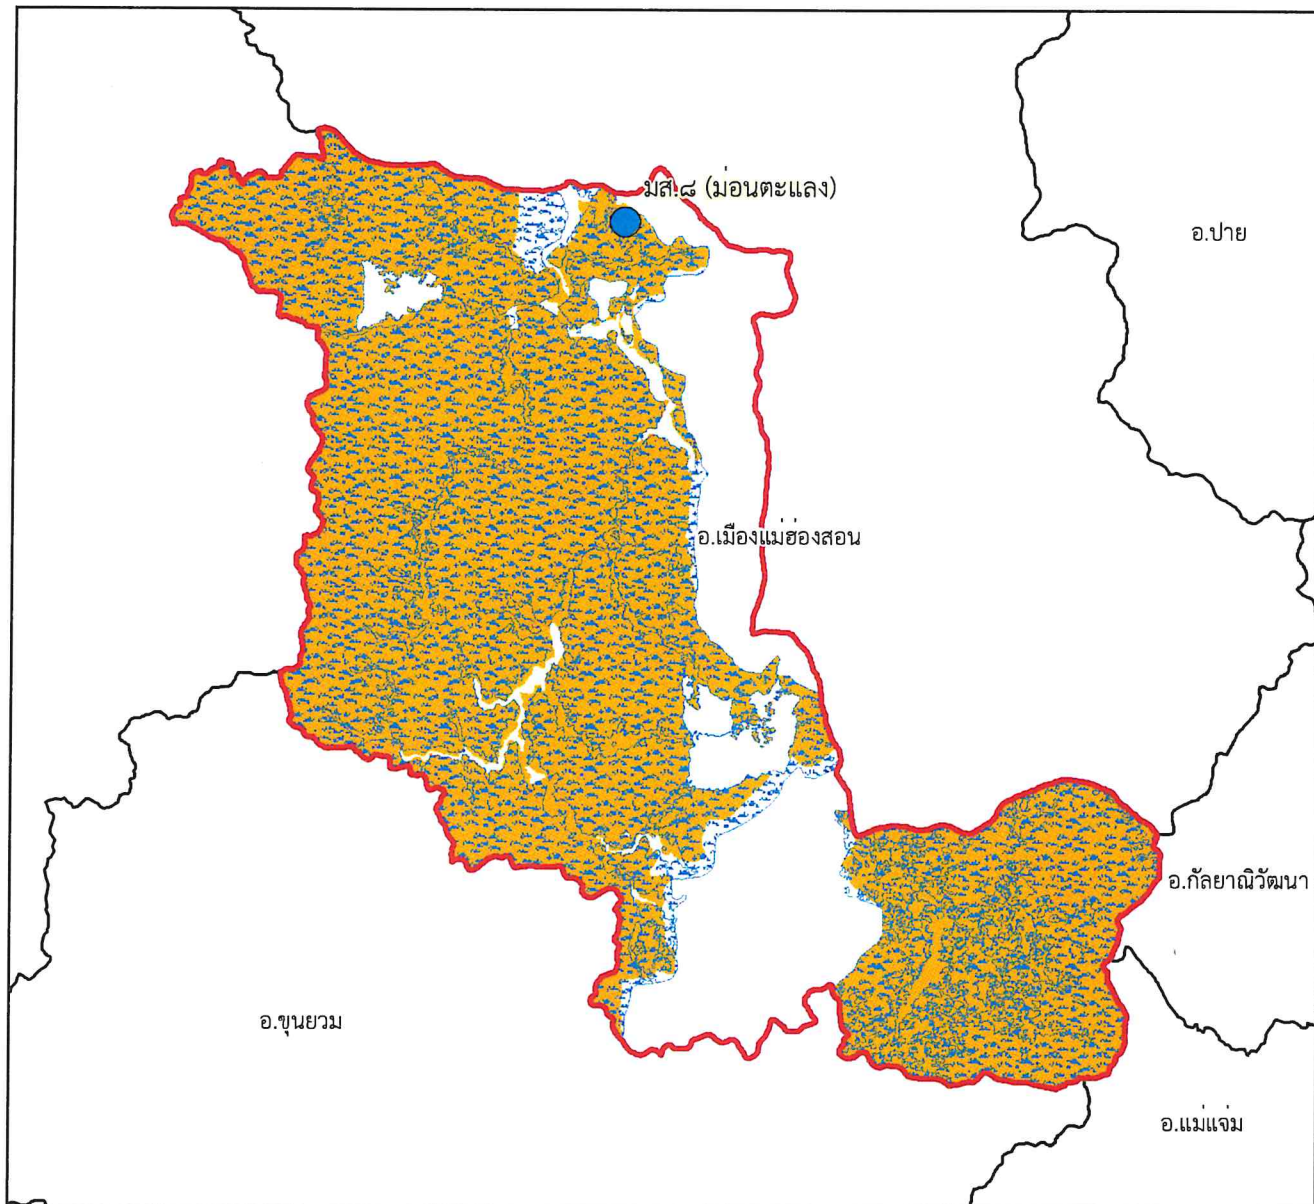 มส.๘ (ม่อนตะแลง)
อ.ปาย
อ.เมืองแม่ฮ่องสอน
อ.กัลยาณิวัฒนา
อ.ขุนยวม
อ.แม่แจ่ม